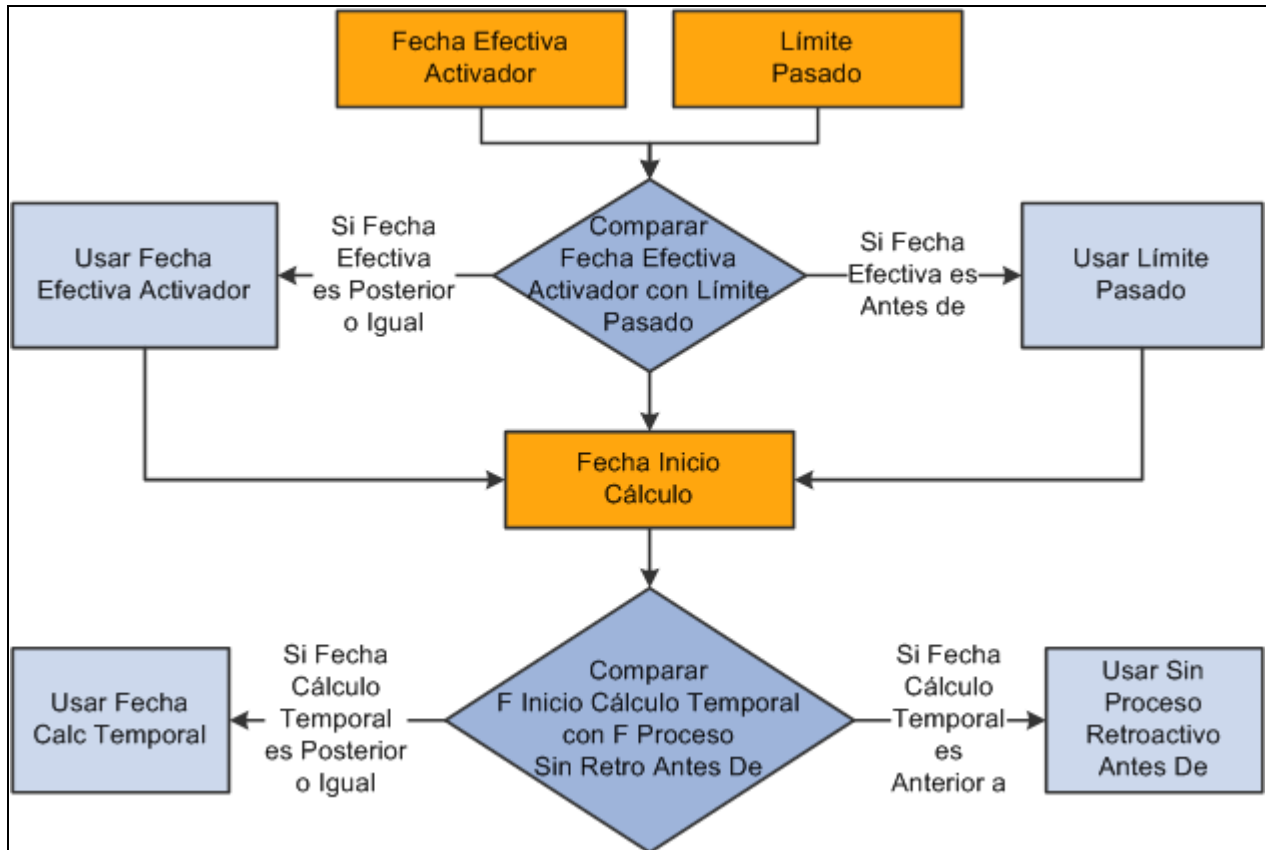 Fecha Efectiva
Activador
Límite
Pasado
Usar Fecha
Efectiva Activador
Si Fecha
Efectiva
es Posterior
o Igual
Comparar
Fecha Efectiva
Activador con Límite
Pasado
Si Fecha
Efectiva es
Antes de
Usar Límite
Pasado
Fecha Inicio
Cálculo
Usar Fecha
Calc Temporal
Si Fecha
Cálculo
Temporal
es Posterior
o Igual
Comparar
F Inicio Cálculo Temporal
con F Proceso
Sin Retro Antes De
Si Fecha
Cálculo
Temporal
es
Anterior a
Usar Sin
Proceso
Retroactivo
Antes De